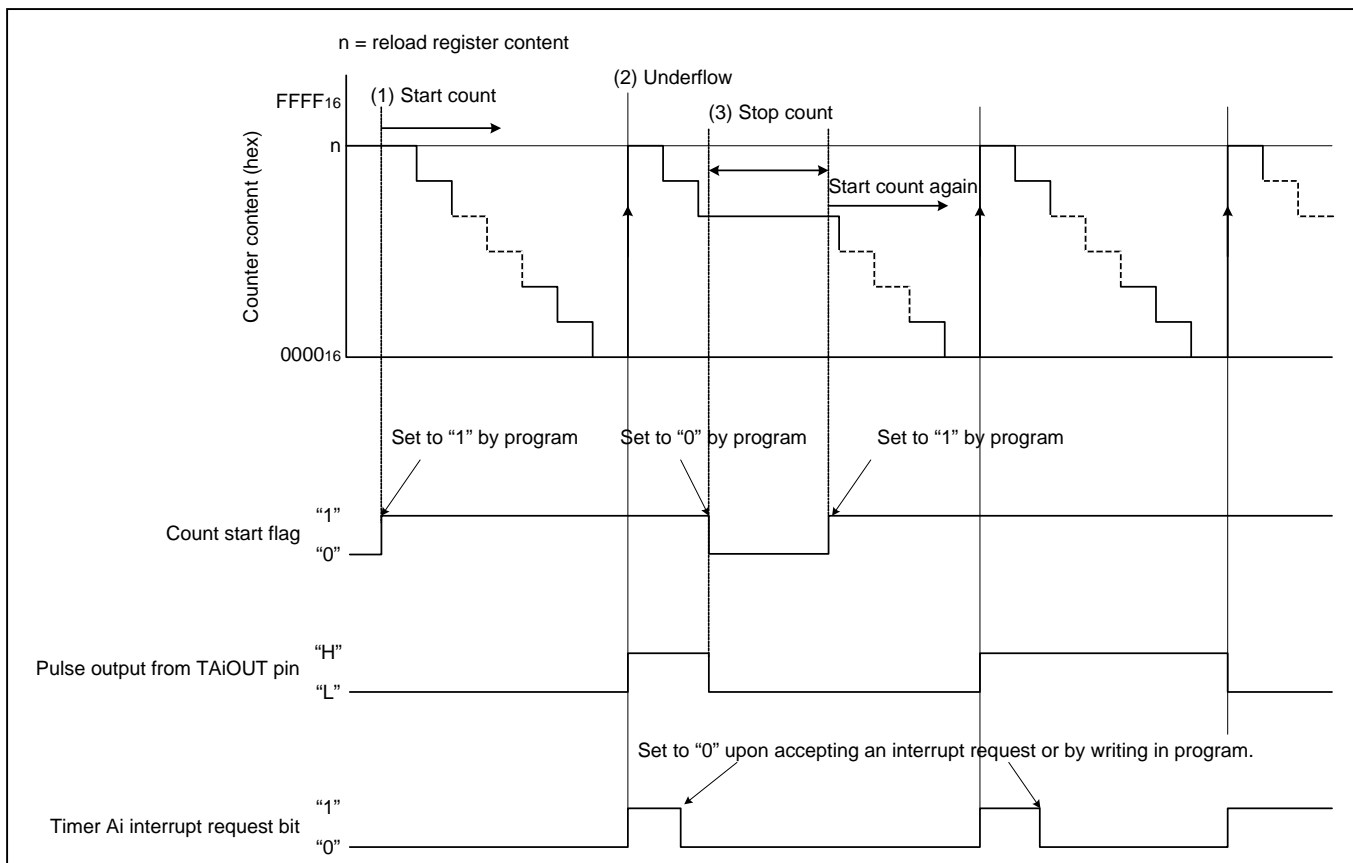 n = reload register content
(2) Underflow
FFFF16
(1) Start count
(3) Stop count
n
Start count again
Counter content (hex)
000016
Set to “1” by program
Set to “0” by program
Set to “1” by program
“1”
Count start flag
“0”
“H”
Pulse output from TAiOUT pin
“L”
Set to “0” upon accepting an interrupt request or by writing in program.
“1”
Timer Ai interrupt request bit
“0”